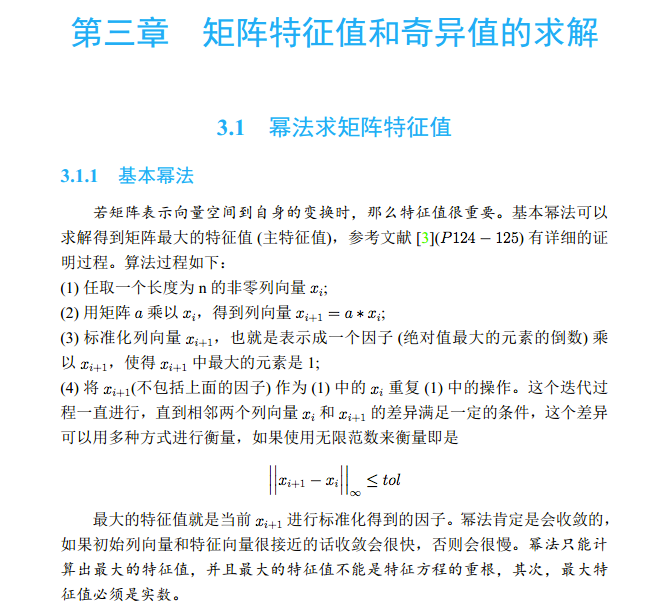 第三章 矩阵特征值和奇异值的求解
3.1 幂法求矩阵特征值
3.1.1 基本幂法
若矩阵表示向量空间到自身的变换时，那么特征值很重要。基本幂法可以
求解得到矩阵最大的特征值 (主特征值)，参考文献 [3](P124 − 125) 有详细的证
明过程。算法过程如下：
(1) 任取一个长度为 n 的非零列向量 x_i;
(2) 用矩阵 a 乘以 x_i，得到列向量 x_{i+1} = a ∗ x_i;
(3) 标准化列向量 x_{i+1}，也就是表示成一个因子 (绝对值最大的元素的倒数) 乘
以 x_{i+1}，使得 x_{i+1} 中最大的元素是 1;
(4) 将 x_{i+1}(不包括上面的因子) 作为 (1) 中的 x_i 重复 (1) 中的操作。这个迭代过
程一直进行，直到相邻两个列向量 x_i 和 x_{i+1} 的差异满足一定的条件，这个差异
可以用多种方式进行衡量，如果使用无限范数来衡量即是
||x_{i+1} − x_i||_∞ ≤ tol
最大的特征值就是当前 x_{i+1} 进行标准化得到的因子。幂法肯定是会收敛的，
如果初始列向量和特征向量很接近的话收敛会很快，否则会很慢。幂法只能计
算出最大的特征值，并且最大的特征值不能是特征方程的重根，其次，最大特
征值必须是实数。